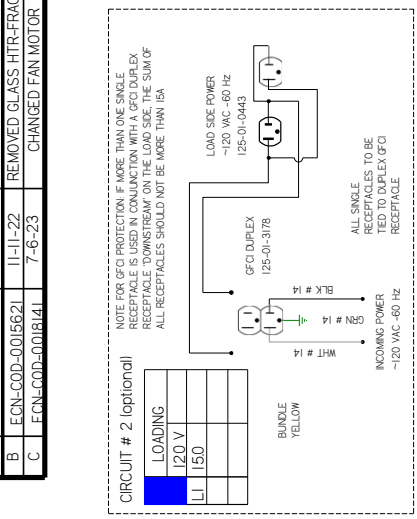 B ECN-COD-0015621 11-11-22 REMOVED GLASS HTR-FRAC
C ECN-COD-0018141 7-6-23 CHANGED FAN MOTOR
CIRCUIT # 2 (optional)
LOADING
120 V
L1 15.0
NOTE FOR GFCI PROTECTION: IF MORE THAN ONE SINGLE
RECEPTACLE IS USED IN CONJUNCTION WITH A GFCI DUPLEX
RECEPTACLE "DOWNSTREAM" ON THE LOAD SIDE, THE SUM OF
ALL RECEPTACLES SHOULD NOT BE MORE THAN 15A
LOAD SIDE POWER
~120 VAC -60 Hz
125-01-0443
GFCI DUPLEX
125-01-3178
BUNDLE
YELLOW
WHT # 14
GRN # 14
BLK # 14
INCOMING POWER
~120 VAC -60 Hz
ALL SINGLE
RECEPTACLES TO BE
TIED TO DUPLEX GFCI
RECEPTACLE